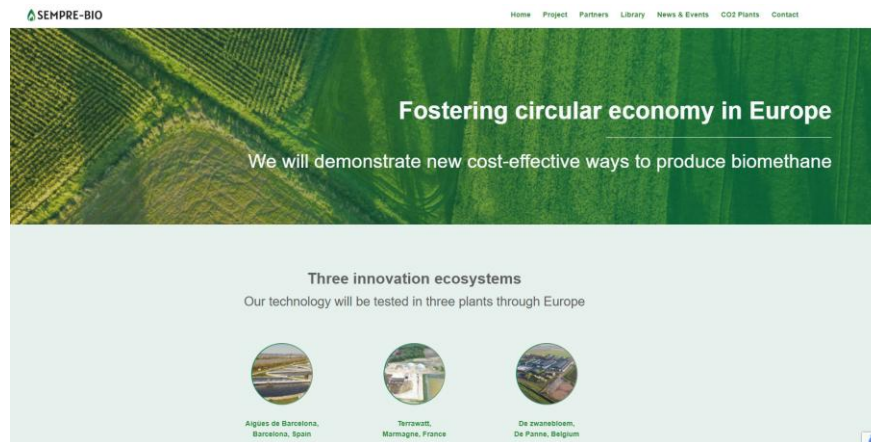 SEMPRE-BIO
Home Project Partners Library News & Events CO2 Plants Contact
Fostering circular economy in Europe
We will demonstrate new cost-effective ways to produce biomethane
Three innovation ecosystems
Our technology will be tested in three plants through Europe
Aigües de Barcelona,
Barcelona, Spain
Terrawatt,
Marmagne, France
De zwanebloem,
De Panne, Belgium